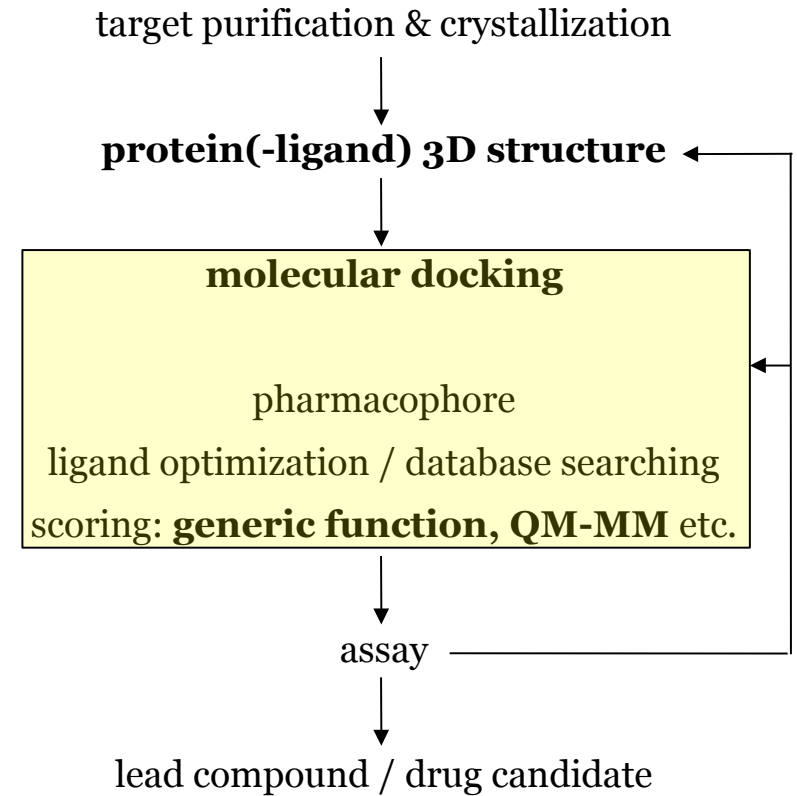 target purification & crystallization
protein(-ligand) 3D structure
molecular docking
pharmacophore
ligand optimization / database searching
scoring: generic function, QM-MM etc.
assay
lead compound / drug candidate